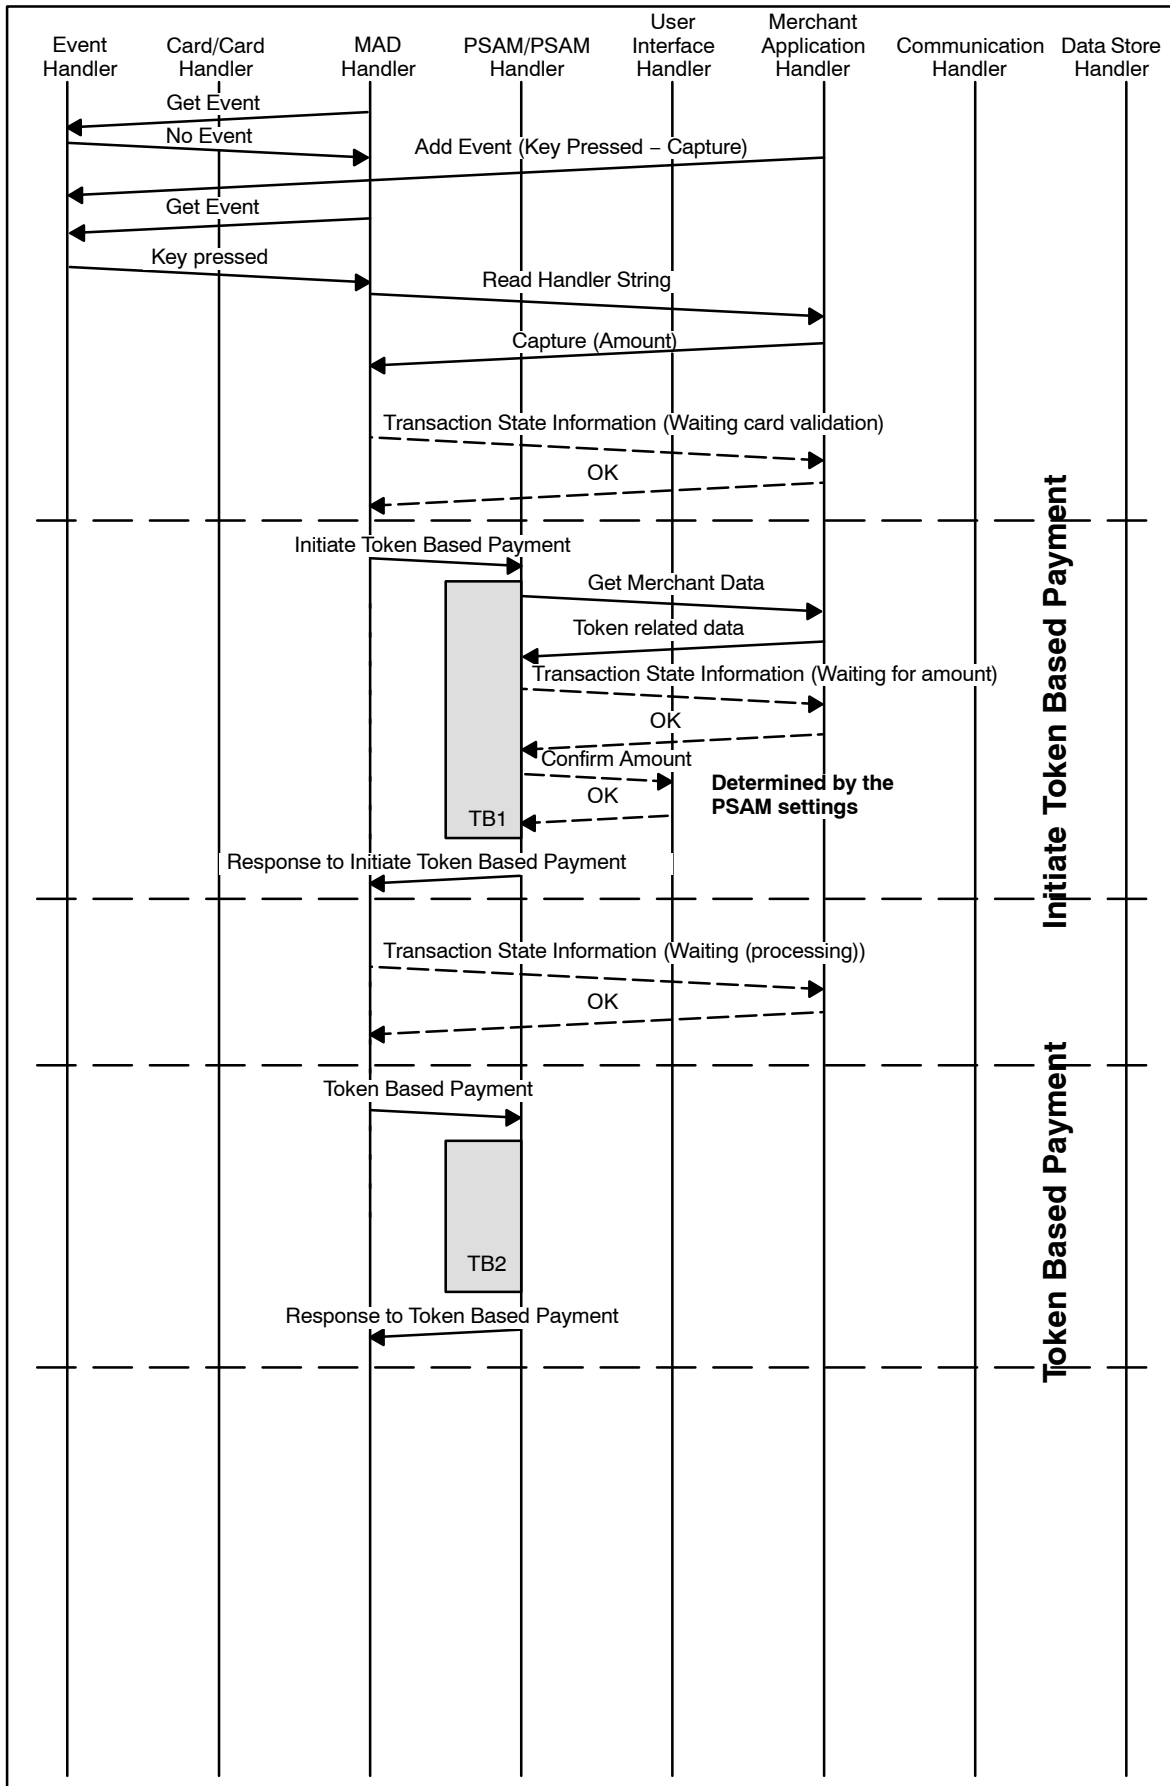 Event
Handler
Card/Card
Handler
MAD
Handler
PSAM/PSAM
Handler
User
Interface
Handler
Merchant
Application
Handler
Communication
Handler
Data Store
Handler
Get Event
No Event
Add Event (Key Pressed – Capture)
Get Event
Key pressed
Read Handler String
Capture (Amount)
Transaction State Information (Waiting card validation)
OK
Initiate Token Based Payment
Get Merchant Data
Token related data
Transaction State Information (Waiting for amount)
OK
Confirm Amount
Determined by the
PSAM settings
OK
TB1
Response to Initiate Token Based Payment
Initiate Token Based Payment
Transaction State Information (Waiting (processing))
OK
Token Based Payment
TB2
Response to Token Based Payment
Token Based Payment